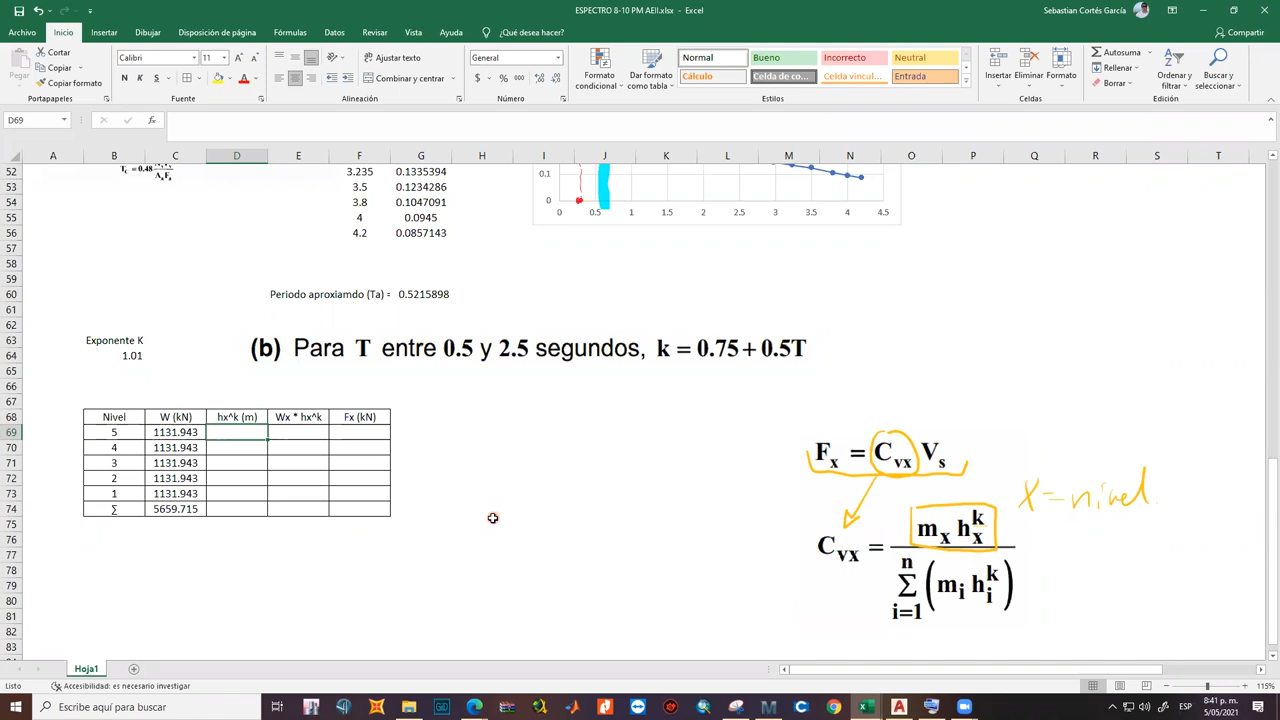 ESPECTRO 8-10 PM AEII.xlsx - Excel
Sebastian Cortés García
Archivo Inicio Insertar Dibujar Disposición de página Fórmulas Datos Revisar Vista Ayuda ¿Qué desea hacer? Compartir
Pegar
Cortar
Copiar
Copiar formato
Portapapeles
Calibri 11
N K S
Fuente
Ajustar texto
Combinar y centrar
Alineación
General
$ % 000
Número
Formato condicional
Dar formato como tabla
Normal Bueno Incorrecto Neutral
Cálculo Celda de co... Celda vincul... Entrada
Estilos
Insertar Eliminar Formato
Celdas
Autosuma
Rellenar
Borrar
Ordenar y filtrar
Buscar y seleccionar
Edición
D69 fx
A B C D E F G H I J K L M N O P Q R S T
52 3.235 0.1335394
53 3.5 0.1234286
54 3.8 0.1047091
55 4 0.0945
56 4.2 0.0857143
T_C = 0.48
A_a F_a
0.1
0
0 0.5 1 1.5 2 2.5 3 3.5 4 4.5
57
58
59
60 Periodo aproxiamdo (Ta) = 0.5215898
61
62
63 Exponente K
64 1.01
(b) Para T entre 0.5 y 2.5 segundos, k = 0.75 + 0.5T
65
66
67
68 Nivel W (kN) hx^k (m) Wx * hx^k Fx (kN)
69 5 1131.943
70 4 1131.943
71 3 1131.943
72 2 1131.943
73 1 1131.943
74 ∑ 5659.715
75
76
77
78
79
80
81
82
83
F_x = C_vx V_s
X = nivel.
C_vx = m_x h_x^k
n
∑ (m_i h_i^k)
i=1
Hoja1
Listo Accesibilidad: es necesario investigar 115%
Escribe aquí para buscar
ESP
8:41 p. m.
5/05/2021